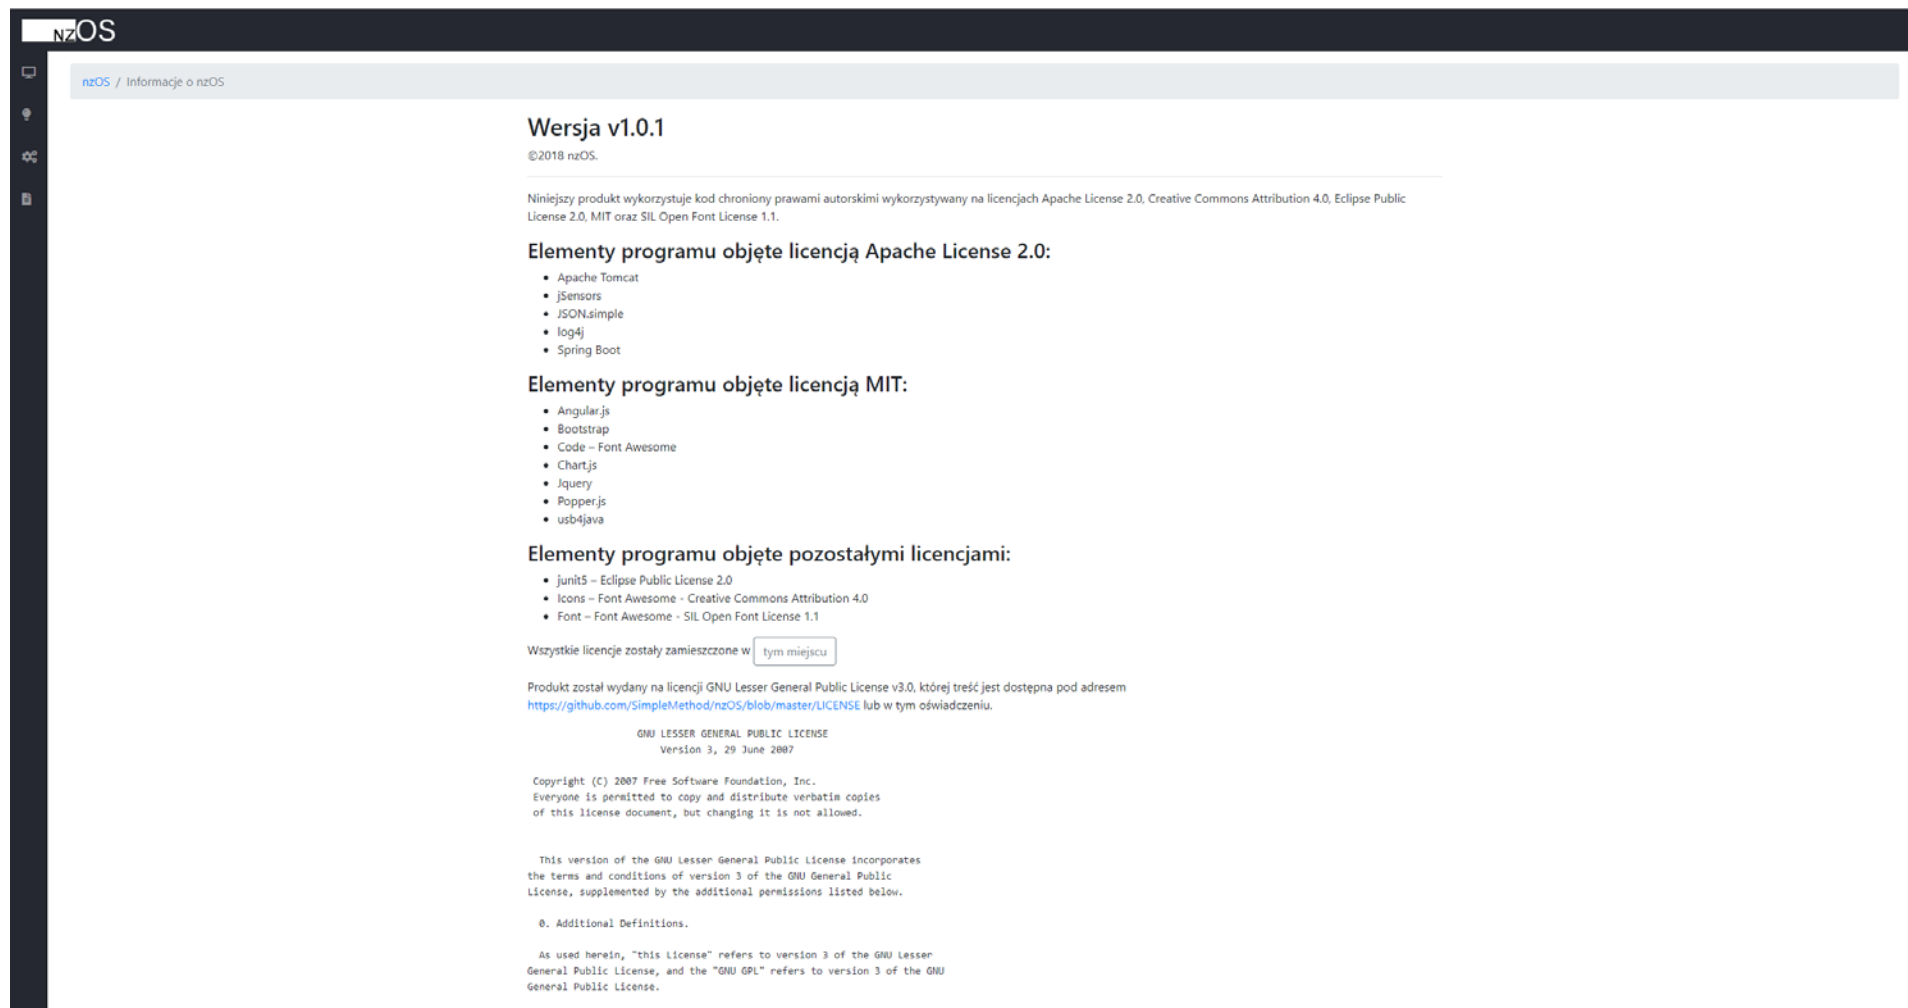 NZOS
nzOS / Informacje o nzOS
Wersja v1.0.1
©2018 nzOS.
Niniejszy produkt wykorzystuje kod chroniony prawami autorskimi wykorzystywany na licencjach Apache License 2.0, Creative Commons Attribution 4.0, Eclipse Public
License 2.0, MIT oraz SIL Open Font License 1.1.
Elementy programu objęte licencją Apache License 2.0:
• Apache Tomcat
• jSensors
• JSON.simple
• log4j
• Spring Boot
Elementy programu objęte licencją MIT:
• Angular.js
• Bootstrap
• Code – Font Awesome
• Chart.js
• Jquery
• Popper.js
• usb4java
Elementy programu objęte pozostałymi licencjami:
• junit5 – Eclipse Public License 2.0
• Icons – Font Awesome - Creative Commons Attribution 4.0
• Font – Font Awesome - SIL Open Font License 1.1
Wszystkie licencje zostały zamieszczone w tym miejscu
Produkt został wydany na licencji GNU Lesser General Public License v3.0, której treść jest dostępna pod adresem
https://github.com/SimpleMethod/nzOS/blob/master/LICENSE lub w tym oświadczeniu.
GNU LESSER GENERAL PUBLIC LICENSE
Version 3, 29 June 2007
Copyright (C) 2007 Free Software Foundation, Inc.
Everyone is permitted to copy and distribute verbatim copies
of this license document, but changing it is not allowed.
This version of the GNU Lesser General Public License incorporates
the terms and conditions of version 3 of the GNU General Public
License, supplemented by the additional permissions listed below.
0. Additional Definitions.
As used herein, "this License" refers to version 3 of the GNU Lesser
General Public License, and the "GNU GPL" refers to version 3 of the GNU
General Public License.